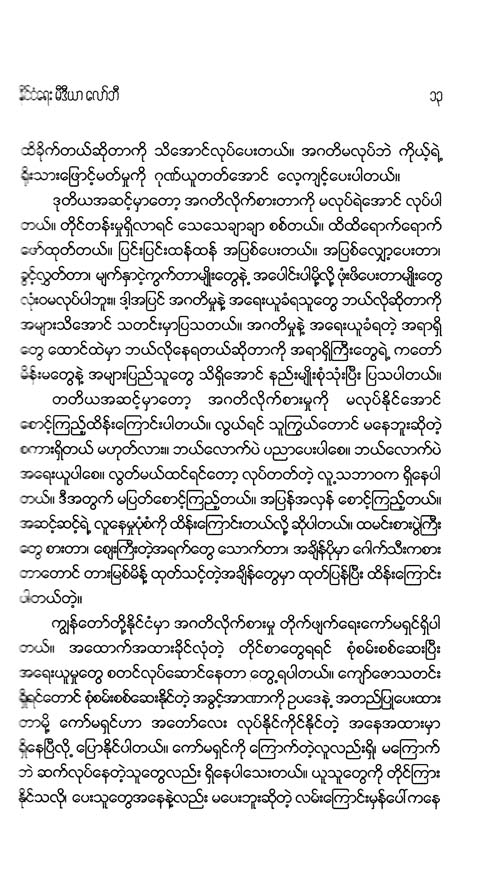 နိုင်ငံရေး မီဒီယာ လော်ဘီ ၁၃
ထိခိုက်တယ်ဆိုတာကို သိအောင်လုပ်ပေးတယ်။ အဂတိမလုပ်ဘဲ ကိုယ့်ရဲ့
ရိုးသားဖြောင့်မတ်မှုကို ဂုဏ်ယူတတ်အောင် လေ့ကျင့်ပေးပါတယ်။
ဒုတိယအဆင့်မှာတော့ အဂတိလိုက်စားတာကို မလုပ်ရဲအောင် လုပ်ပါ
တယ်။ တိုင်တန်းမှုရှိလာရင် သေသေချာချာ စစ်တယ်။ ထိထိရောက်ရောက်
ဖော်ထုတ်တယ်။ ပြင်းပြင်းထန်ထန် အပြစ်ပေးတယ်။ အပြစ်လျှော့ပေးတာ၊
ခွင့်လွှတ်တာ၊ မျက်နှာငဲ့ကွက်တာမျိုးတွေနဲ့ အပေါင်းပါမို့လို့ ဖုံးဖိပေးတာမျိုးတွေ
လုံးဝမလုပ်ပါဘူး။ ဒါ့အပြင် အဂတိမှုနဲ့ အရေးယူခံရသူတွေ ဘယ်လိုဆိုတာကို
အများသိအောင် သတင်းမှာပြသတယ်။ အဂတိမှုနဲ့ အရေးယူခံရတဲ့ အရာရှိ
တွေ ထောင်ထဲမှာ ဘယ်လိုနေရတယ်ဆိုတာကို အရာရှိကြီးတွေရဲ့ ကတော်
မိန်းမတွေနဲ့ အများပြည်သူတွေ သိရှိအောင် နည်းမျိုးစုံသုံးပြီး ပြသပါတယ်။
တတိယအဆင့်မှာတော့ အဂတိလိုက်စားမှုကို မလုပ်နိုင်အောင်
စောင့်ကြည့်ထိန်းကြောင်းပါတယ်။ လွယ်ရင် သူကြွယ်တောင် မနေဘူးဆိုတဲ့
စကားရှိတယ် မဟုတ်လား။ ဘယ်လောက်ပဲ ပညာပေးပါစေ။ ဘယ်လောက်ပဲ
အရေးယူပါစေ။ လွတ်မယ်ထင်ရင်တော့ လုပ်တတ်တဲ့ လူ့သဘာဝက ရှိနေပါ
တယ်။ ဒီအတွက် မပြတ်စောင့်ကြည့်တယ်။ အပြန်အလှန် စောင့်ကြည့်တယ်။
အဆင့်ဆင့်ရဲ့ လူနေမှုပုံစံကို ထိန်းကြောင်းတယ်လို့ ဆိုပါတယ်။ ထမင်းစားပွဲကြီး
တွေ စားတာ၊ ဈေးကြီးတဲ့အရက်တွေ သောက်တာ၊ အချိန်ပိုမှာ ဂေါက်သီးကစား
တာတောင် တားမြစ်မိန့် ထုတ်သင့်တဲ့အချိန်တွေမှာ ထုတ်ပြန်ပြီး ထိန်းကြောင်း
ပါတယ်တဲ့။
ကျွန်တော်တို့နိုင်ငံမှာ အဂတိလိုက်စားမှု တိုက်ဖျက်ရေးကော်မရှင်ရှိပါ
တယ်။ အထောက်အထားခိုင်လုံတဲ့ တိုင်စာတွေရရင် စုံစမ်းစစ်ဆေးပြီး
အရေးယူမှုတွေ စတင်လုပ်ဆောင်နေတာ တွေ့ရပါတယ်။ ကျော်ဇောသတင်း
ရှိရင်တောင် စုံစမ်းစစ်ဆေးနိုင်တဲ့ အခွင့်အာဏာကို ဥပဒေနဲ့ အတည်ပြုပေးထား
တာမို့ ကော်မရှင်ဟာ အတော်လေး လုပ်နိုင်ကိုင်နိုင်တဲ့ အနေအထားမှာ
ရှိနေပြီလို့ ပြောနိုင်ပါတယ်။ ကော်မရှင်ကို ကြောက်တဲ့လူလည်းရှိ၊ မကြောက်
ဘဲ ဆက်လုပ်နေတဲ့သူတွေလည်း ရှိနေပါသေးတယ်။ ယူသူတွေကို တိုင်ကြား
နိုင်သလို၊ ပေးသူတွေအနေနဲ့လည်း မပေးဘူးဆိုတဲ့ လမ်းကြောင်းမှန်ပေါ်ကနေ